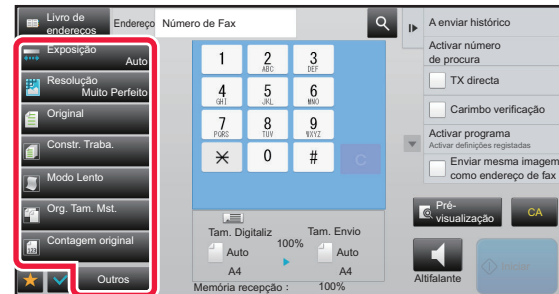 Livro de
endereços
Endereço
Número de Fax
Exposição
Auto
Resolução
Muito Perfeito
Original
Constr. Traba.
Modo Lento
Org. Tam. Mst.
123
Contagem original
Outros
1
2
ABC
3
DEF
4
GHI
5
JKL
6
MNO
7
PQRS
8
TUV
9
WXYZ
0
#
C
Tam. Digitaliz
Auto
A4
100%
Tam. Envio
Auto
A4
Memória recepção :
100%
A enviar histórico
Activar número
de procura
TX directa
Carimbo verificação
Activar programa
Activar definições registadas
Enviar mesma imagem
como endereço de fax
Pré-
visualização
CA
Altifalante
Iniciar